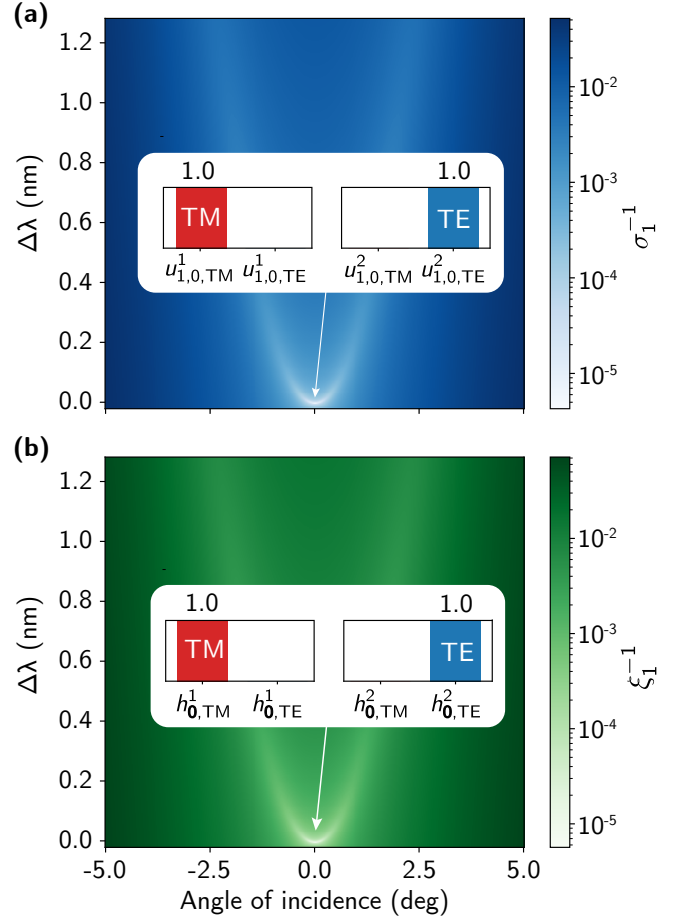 (a)
1.2
1.0
0.8
0.6
0.4
0.2
0.0
Δλ (nm)
1.0
TM
u¹₁,₀,TM u¹₁,₀,TE
1.0
TE
u²₁,₀,TM u²₁,₀,TE
10⁻²
10⁻³
10⁻⁴
10⁻⁵
σ₁⁻¹
(b)
1.2
1.0
0.8
0.6
0.4
0.2
0.0
Δλ (nm)
1.0
TM
h¹₀,TM h¹₀,TE
1.0
TE
h²₀,TM h²₀,TE
-5.0 -2.5 0.0 2.5 5.0
Angle of incidence (deg)
10⁻²
10⁻³
10⁻⁴
10⁻⁵
ξ₁⁻¹